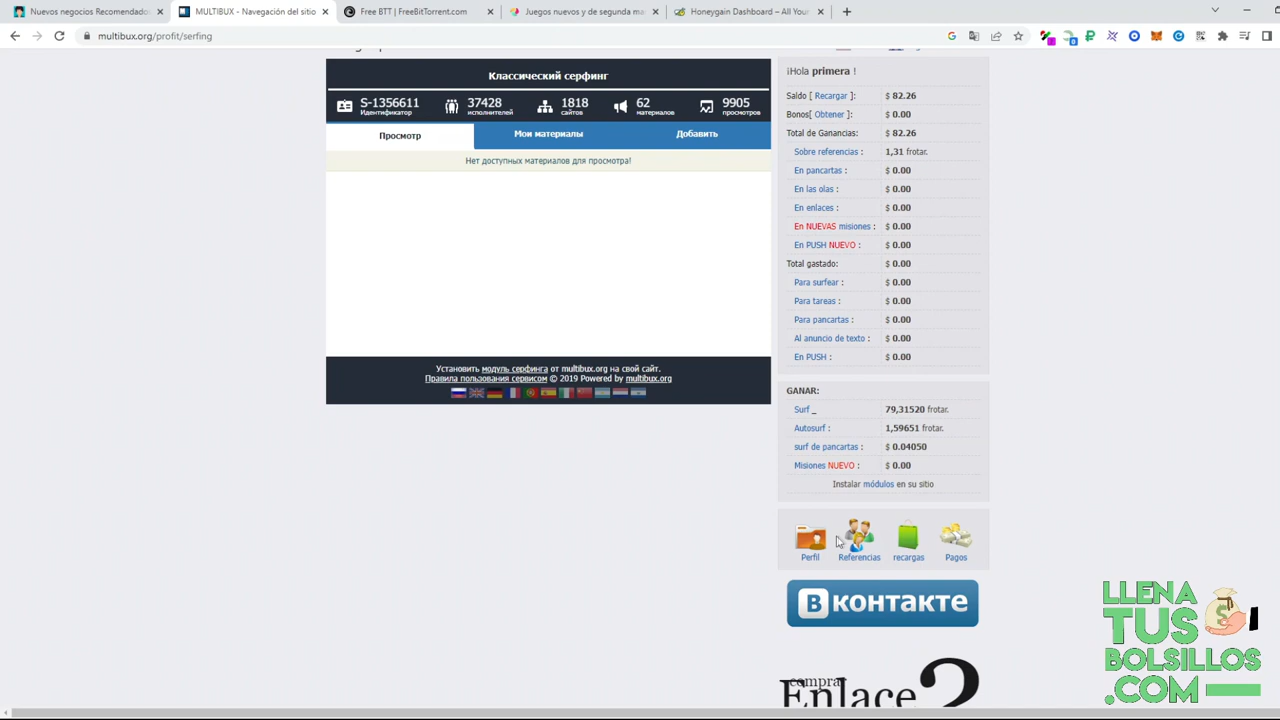 Nuevos negocios Recomendados
MULTIBUX - Navegación del sitio
Free BTT | FreeBitTorrent.com
Juegos nuevos y de segunda ma
Honeygain Dashboard – All Your
multibux.org/profit/serfing
Классический серфинг
S-1356611
Идентификатор
37428
исполнителей
1818
сайтов
62
материалов
9905
просмотров
Просмотр
Мои материалы
Добавить
Нет доступных материалов для просмотра!
Установить модуль серфинга от multibux.org на свой сайт.
Правила пользования сервисом © 2019 Powered by multibux.org
¡Hola primera !
Saldo [ Recargar ]: $ 82.26
Bonos[ Obtener ]: $ 0.00
Total de Ganancias: $ 82.26
Sobre referencias : 1,31 frotar.
En pancartas : $ 0.00
En las olas : $ 0.00
En enlaces : $ 0.00
En NUEVAS misiones : $ 0.00
En PUSH NUEVO : $ 0.00
Total gastado: $ 0.00
Para surfear : $ 0.00
Para tareas : $ 0.00
Para pancartas : $ 0.00
Al anuncio de texto : $ 0.00
En PUSH : $ 0.00
GANAR:
Surf _ 79,31520 frotar.
Autosurf : 1,59651 frotar.
surf de pancartas : $ 0.04050
Misiones NUEVO : $ 0.00
Instalar módulos en su sitio
Perfil
Referencias
recargas
Pagos
В контакте
comprar
Enlace ?
LLENA
TUS
BOLSILLOS
.COM